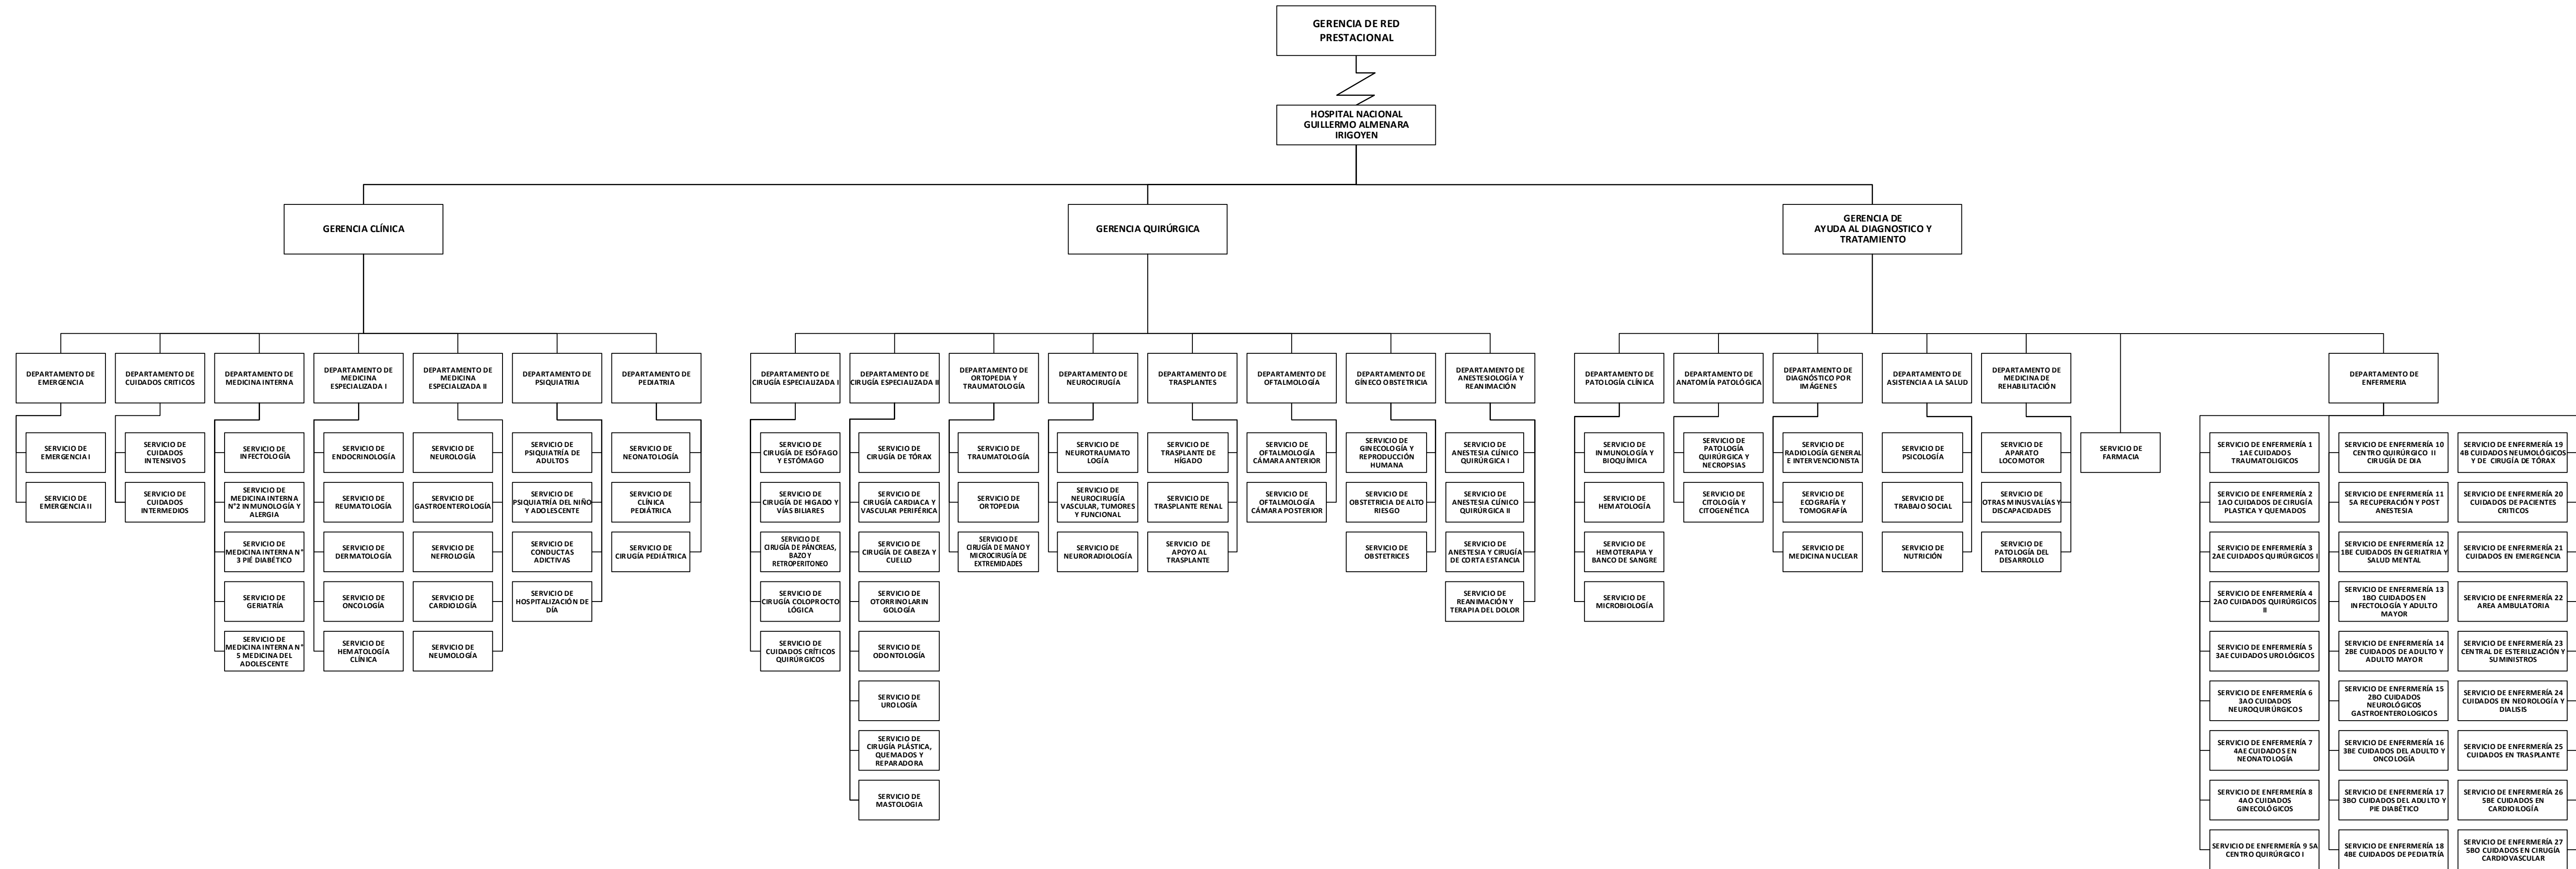 GERENCIA DE RED
PRESTACIONAL
HOSPITAL NACIONAL
GUILLERMO ALMENARA
IRIGOYEN
GERENCIA CLÍNICA
GERENCIA QUIRÚRGICA
GERENCIA DE
AYUDA AL DIAGNOSTICO Y
TRATAMIENTO
DEPARTAMENTO DE
EMERGENCIA
DEPARTAMENTO DE
CUIDADOS CRITICOS
DEPARTAMENTO DE
MEDICINA INTERNA
DEPARTAMENTO DE
MEDICINA
ESPECIALIZADA I
DEPARTAMENTO DE
MEDICINA
ESPECIALIZADA II
DEPARTAMENTO DE
PSIQUIATRIA
DEPARTAMENTO DE
PEDIATRIA
DEPARTAMENTO DE
CIRUGÍA ESPECIALIZADA I
DEPARTAMENTO DE
CIRUGÍA ESPECIALIZADA II
DEPARTAMENTO DE
ORTOPEDIA Y
TRAUMATOLOGÍA
DEPARTAMENTO DE
NEUROCIRUGÍA
DEPARTAMENTO DE
TRASPLANTES
DEPARTAMENTO DE
OFTALMOLOGÍA
DEPARTAMENTO DE
GÍNECO OBSTETRICIA
DEPARTAMENTO DE
ANESTESIOLOGÍA Y
REANIMACIÓN
DEPARTAMENTO DE
PATOLOGÍA CLÍNICA
DEPARTAMENTO DE
ANATOMÍA PATOLÓGICA
DEPARTAMENTO DE
DIAGNÓSTICO POR
IMÁGENES
DEPARTAMENTO DE
ASISTENCIA A LA SALUD
DEPARTAMENTO DE
MEDICINA DE
REHABILITACIÓN
DEPARTAMENTO DE
ENFERMERIA
SERVICIO DE
EMERGENCIA I
SERVICIO DE
EMERGENCIA II
SERVICIO DE
CUIDADOS
INTENSIVOS
SERVICIO DE
CUIDADOS
INTERMEDIOS
SERVICIO DE
INFECTOLOGÍA
SERVICIO DE
MEDICINA INTERNA
N°2 INMUNOLOGÍA Y
ALERGIA
SERVICIO DE
MEDICINA INTERNA N°
3 PIÉ DIABÉTICO
SERVICIO DE
GERIATRÍA
SERVICIO DE
MEDICINA INTERNA N°
5 MEDICINA DEL
ADOLESCENTE
SERVICIO DE
ENDOCRINOLOGÍA
SERVICIO DE
REUMATOLOGÍA
SERVICIO DE
DERMATOLOGÍA
SERVICIO DE
ONCOLOGÍA
SERVICIO DE
HEMATOLOGÍA
CLÍNICA
SERVICIO DE
NEUROLOGÍA
SERVICIO DE
GASTROENTEROLOGÍA
SERVICIO DE
NEFROLOGÍA
SERVICIO DE
CARDIOLOGÍA
SERVICIO DE
NEUMOLOGÍA
SERVICIO DE
PSIQUIATRÍA DE
ADULTOS
SERVICIO DE
PSIQUIATRÍA DEL NIÑO
Y ADOLESCENTE
SERVICIO DE
CONDUCTAS
ADICTIVAS
SERVICIO DE
HOSPITALIZACIÓN DE
DÍA
SERVICIO DE
NEONATOLOGÍA
SERVICIO DE
CLÍNICA
PEDIÁTRICA
SERVICIO DE
CIRUGÍA PEDIÁTRICA
SERVICIO DE
CIRUGÍA DE ESÓFAGO
Y ESTÓMAGO
SERVICIO DE
CIRUGÍA DE HIGADO Y
VÍAS BILIARES
SERVICIO DE
CIRUGÍA DE PÁNCREAS,
BAZO Y
RETROPERITONEO
SERVICIO DE
CIRUGÍA COLOPROCTO
LÓGICA
SERVICIO DE
CUIDADOS CRÍTICOS
QUIRÚRGICOS
SERVICIO DE
CIRUGÍA DE TÓRAX
SERVICIO DE
CIRUGÍA CARDIACA Y
VASCULAR PERIFÉRICA
SERVICIO DE
CIRUGÍA DE CABEZA Y
CUELLO
SERVICIO DE
OTORRINOLARIN
GOLOGÍA
SERVICIO DE
ODONTOLOGÍA
SERVICIO DE
UROLOGÍA
SERVICIO DE
CIRUGÍA PLÁSTICA,
QUEMADOS Y
REPARADORA
SERVICIO DE
MASTOLOGIA
SERVICIO DE
TRAUMATOLOGÍA
SERVICIO DE
ORTOPEDIA
SERVICIO DE
CIRUGÍA DE MANO Y
MICROCIRUGÍA DE
EXTREMIDADES
SERVICIO DE
NEUROTRAUMATO
LOGÍA
SERVICIO DE
NEUROCIRUGÍA
VASCULAR, TUMORES
Y FUNCIONAL
SERVICIO DE
NEURORADIOLOGÍA
SERVICIO DE
TRASPLANTE DE
HÍGADO
SERVICIO DE
TRASPLANTE RENAL
SERVICIO DE
APOYO AL
TRASPLANTE
SERVICIO DE
OFTALMOLOGÍA
CÁMARA ANTERIOR
SERVICIO DE
OFTALMOLOGÍA
CÁMARA POSTERIOR
SERVICIO DE
GINECOLOGÍA Y
REPRODUCCIÓN
HUMANA
SERVICIO DE
OBSTETRICIA DE ALTO
RIESGO
SERVICIO DE
OBSTETRICES
SERVICIO DE
ANESTESIA CLÍNICO
QUIRÚRGICA I
SERVICIO DE
ANESTESIA CLÍNICO
QUIRÚRGICA II
SERVICIO DE
ANESTESIA Y CIRUGÍA
DE CORTA ESTANCIA
SERVICIO DE
REANIMACIÓN Y
TERAPIA DEL DOLOR
SERVICIO DE
INMUNOLOGÍA Y
BIOQUÍMICA
SERVICIO DE
HEMATOLOGÍA
SERVICIO DE
HEMOTERAPIA Y
BANCO DE SANGRE
SERVICIO DE
MICROBIOLOGÍA
SERVICIO DE
PATOLOGÍA
QUIRÚRGICA Y
NECROPSIAS
SERVICIO DE
CITOLOGÍA Y
CITOGENÉTICA
SERVICIO DE
RADIOLOGÍA GENERAL
E INTERVENCIONISTA
SERVICIO DE
ECOGRAFÍA Y
TOMOGRAFÍA
SERVICIO DE
MEDICINA NUCLEAR
SERVICIO DE
PSICOLOGÍA
SERVICIO DE
TRABAJO SOCIAL
SERVICIO DE
NUTRICIÓN
SERVICIO DE
APARATO
LOCOMOTOR
SERVICIO DE
OTRAS MINUSVALÍAS Y
DISCAPACIDADES
SERVICIO DE
PATOLOGÍA DEL
DESARROLLO
SERVICIO DE
FARMACIA
SERVICIO DE ENFERMERÍA 1
1AE CUIDADOS
TRAUMATOLIGICOS
SERVICIO DE ENFERMERÍA 2
1AO CUIDADOS DE CIRUGÍA
PLASTICA Y QUEMADOS
SERVICIO DE ENFERMERÍA 3
2AE CUIDADOS QUIRÚRGICOS I
SERVICIO DE ENFERMERÍA 4
2AO CUIDADOS QUIRÚRGICOS
II
SERVICIO DE ENFERMERÍA 5
3AE CUIDADOS UROLÓGICOS
SERVICIO DE ENFERMERÍA 6
3AO CUIDADOS
NEUROQUIRÚRGICOS
SERVICIO DE ENFERMERÍA 7
4AE CUIDADOS EN
NEONATOLOGÍA
SERVICIO DE ENFERMERÍA 8
4AO CUIDADOS
GINECOLÓGICOS
SERVICIO DE ENFERMERÍA 9 5A
CENTRO QUIRÚRGICO I
SERVICIO DE ENFERMERÍA 10
CENTRO QUIRÚRGICO II
CIRUGÍA DE DIA
SERVICIO DE ENFERMERÍA 11
5A RECUPERACIÓN Y POST
ANESTESIA
SERVICIO DE ENFERMERÍA 12
1BE CUIDADOS EN GERIATRIA Y
SALUD MENTAL
SERVICIO DE ENFERMERÍA 13
1BO CUIDADOS EN
INFECTOLOGÍA Y ADULTO
MAYOR
SERVICIO DE ENFERMERÍA 14
2BE CUIDADOS DE ADULTO Y
ADULTO MAYOR
SERVICIO DE ENFERMERÍA 15
2BO CUIDADOS
NEUROLÓGICOS
GASTROENTEROLOGICOS
SERVICIO DE ENFERMERÍA 16
3BE CUIDADOS DEL ADULTO Y
ONCOLOGÍA
SERVICIO DE ENFERMERÍA 17
3BO CUIDADOS DEL ADULTO Y
PIE DIABÉTICO
SERVICIO DE ENFERMERÍA 18
4BE CUIDADOS DE PEDIATRÍA
SERVICIO DE ENFERMERÍA 19
4B CUIDADOS NEUMOLÓGICOS
Y DE CIRUGÍA DE TÓRAX
SERVICIO DE ENFERMERÍA 20
CUIDADOS DE PACIENTES
CRITICOS
SERVICIO DE ENFERMERÍA 21
CUIDADOS EN EMERGENCIA
SERVICIO DE ENFERMERÍA 22
AREA AMBULATORIA
SERVICIO DE ENFERMERÍA 23
CENTRAL DE ESTERILIZACIÓN Y
SUMINISTROS
SERVICIO DE ENFERMERÍA 24
CUIDADOS EN NEOROLOGÍA Y
DIALISIS
SERVICIO DE ENFERMERÍA 25
CUIDADOS EN TRASPLANTE
SERVICIO DE ENFERMERÍA 26
5BE CUIDADOS EN
CARDIOILOGÍA
SERVICIO DE ENFERMERÍA 27
5BO CUIDADOS EN CIRUGÍA
CARDIOVASCULAR